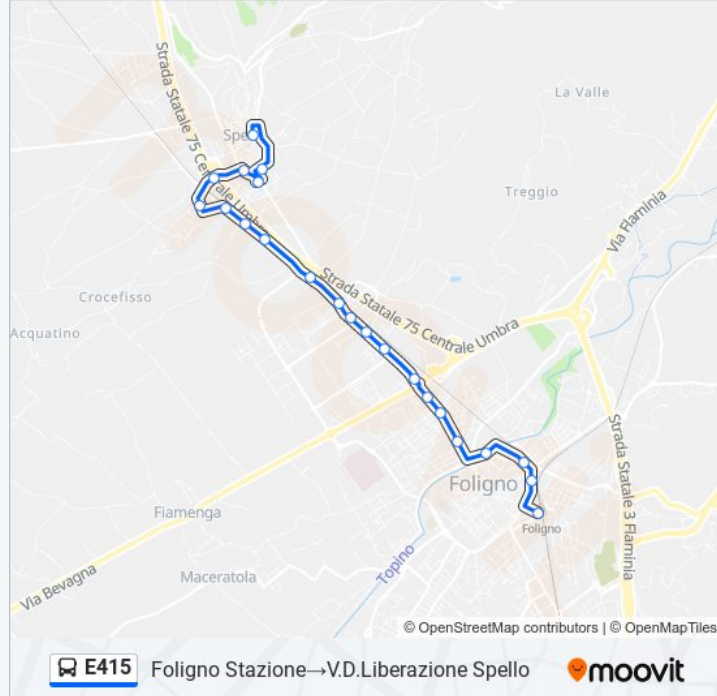 La Valle
Strada Statale 75 Centrale Umbra
Spe
Treggio
Via Flaminia
Crocefisso
Strada Statale 75 Centrale Umbra
Acquatino
Strada Statale 3 Flaminia
Foligno
Fiamenga
Foligno
Topino
Maceratola
Via Bevagna
© OpenStreetMap contributors | © OpenMapTiles
E415 Foligno Stazione→V.D.Liberazione Spello moovit